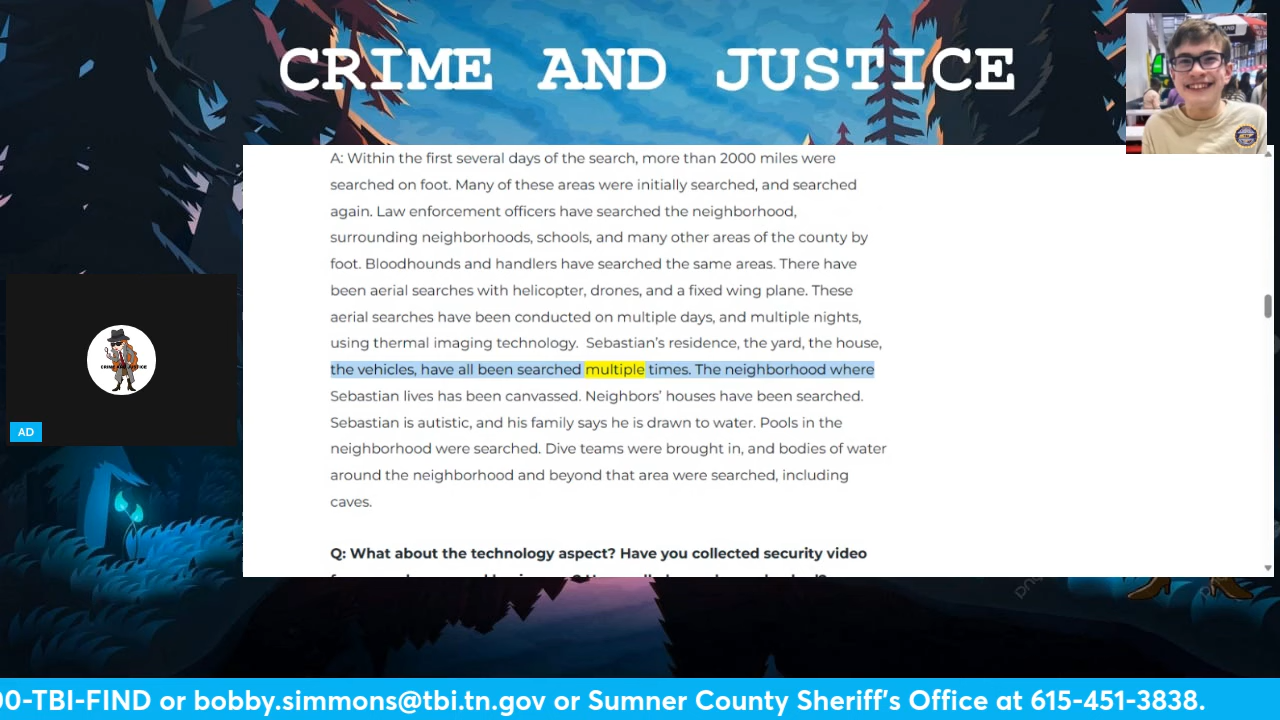 CRIME AND JUSTICE
A: Within the first several days of the search, more than 2000 miles were
searched on foot. Many of these areas were initially searched, and searched
again. Law enforcement officers have searched the neighborhood,
surrounding neighborhoods, schools, and many other areas of the county by
foot. Bloodhounds and handlers have searched the same areas. There have
been aerial searches with helicopter, drones, and a fixed wing plane. These
aerial searches have been conducted on multiple days, and multiple nights,
using thermal imaging technology.  Sebastian’s residence, the yard, the house,
the vehicles, have all been searched multiple times. The neighborhood where
Sebastian lives has been canvassed. Neighbors’ houses have been searched.
Sebastian is autistic, and his family says he is drawn to water. Pools in the
neighborhood were searched. Dive teams were brought in, and bodies of water
around the neighborhood and beyond that area were searched, including
caves.
Q: What about the technology aspect? Have you collected security video
CRIME AND JUSTICE
AD
00-TBI-FIND or bobby.simmons@tbi.tn.gov or Sumner County Sheriff's Office at 615-451-3838.